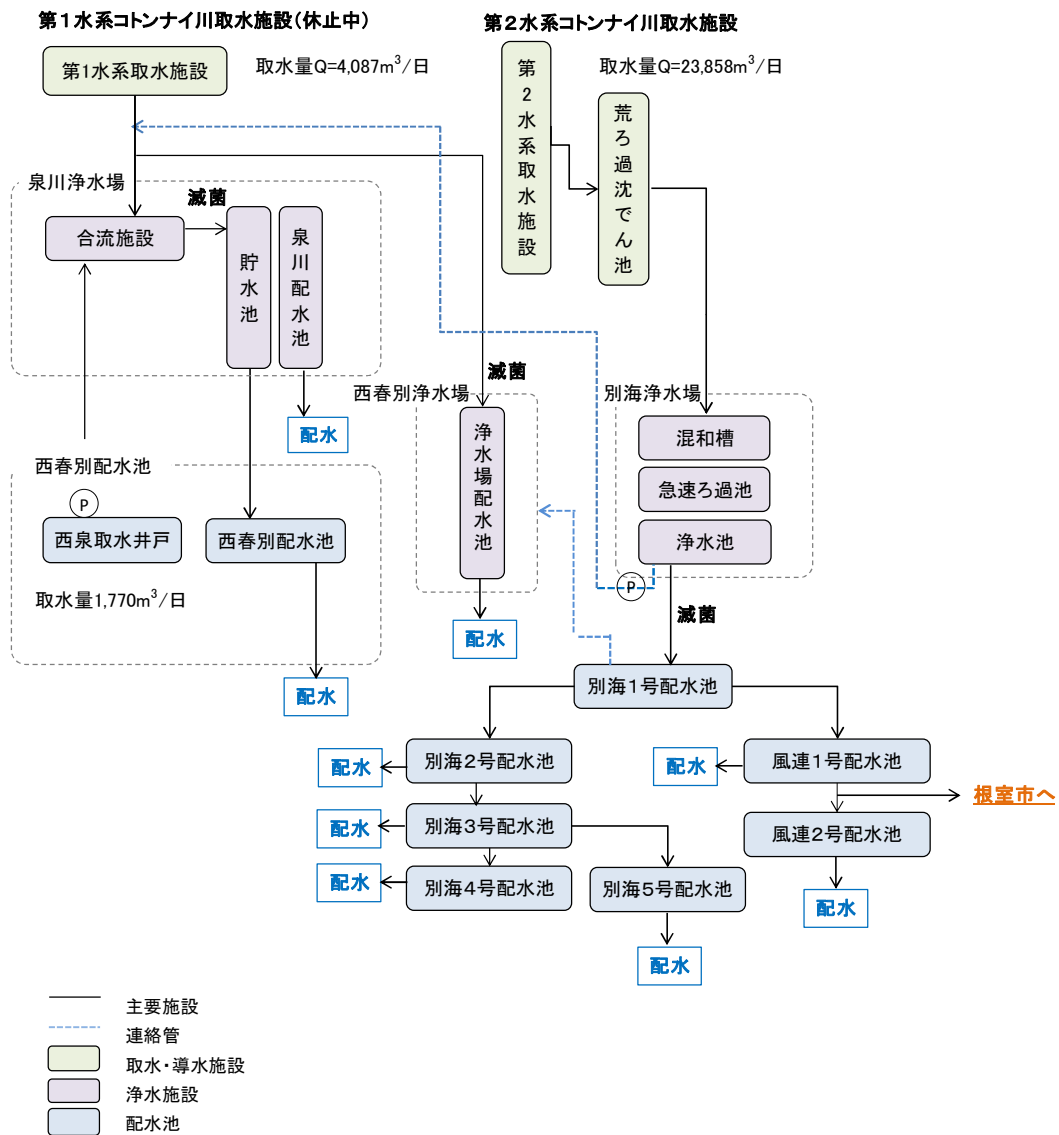 第1水系コトンナイ川取水施設(休止中)
第2水系コトンナイ川取水施設
第1水系取水施設
取水量Q=4,087m³/日
第2水系取水施設
取水量Q=23,858m³/日
荒ろ過沈でん池
泉川浄水場
滅菌
合流施設
貯水池
泉川配水池
配水
西春別浄水場
滅菌
浄水場配水池
配水
別海浄水場
混和槽
急速ろ過池
浄水池
P
滅菌
西春別配水池
P
西泉取水井戸
西春別配水池
取水量1,770m³/日
配水
別海1号配水池
配水
別海2号配水池
配水
風連1号配水池
根室市へ
配水
別海3号配水池
風連2号配水池
配水
別海4号配水池
別海5号配水池
配水
配水
主要施設
連絡管
取水・導水施設
浄水施設
配水池